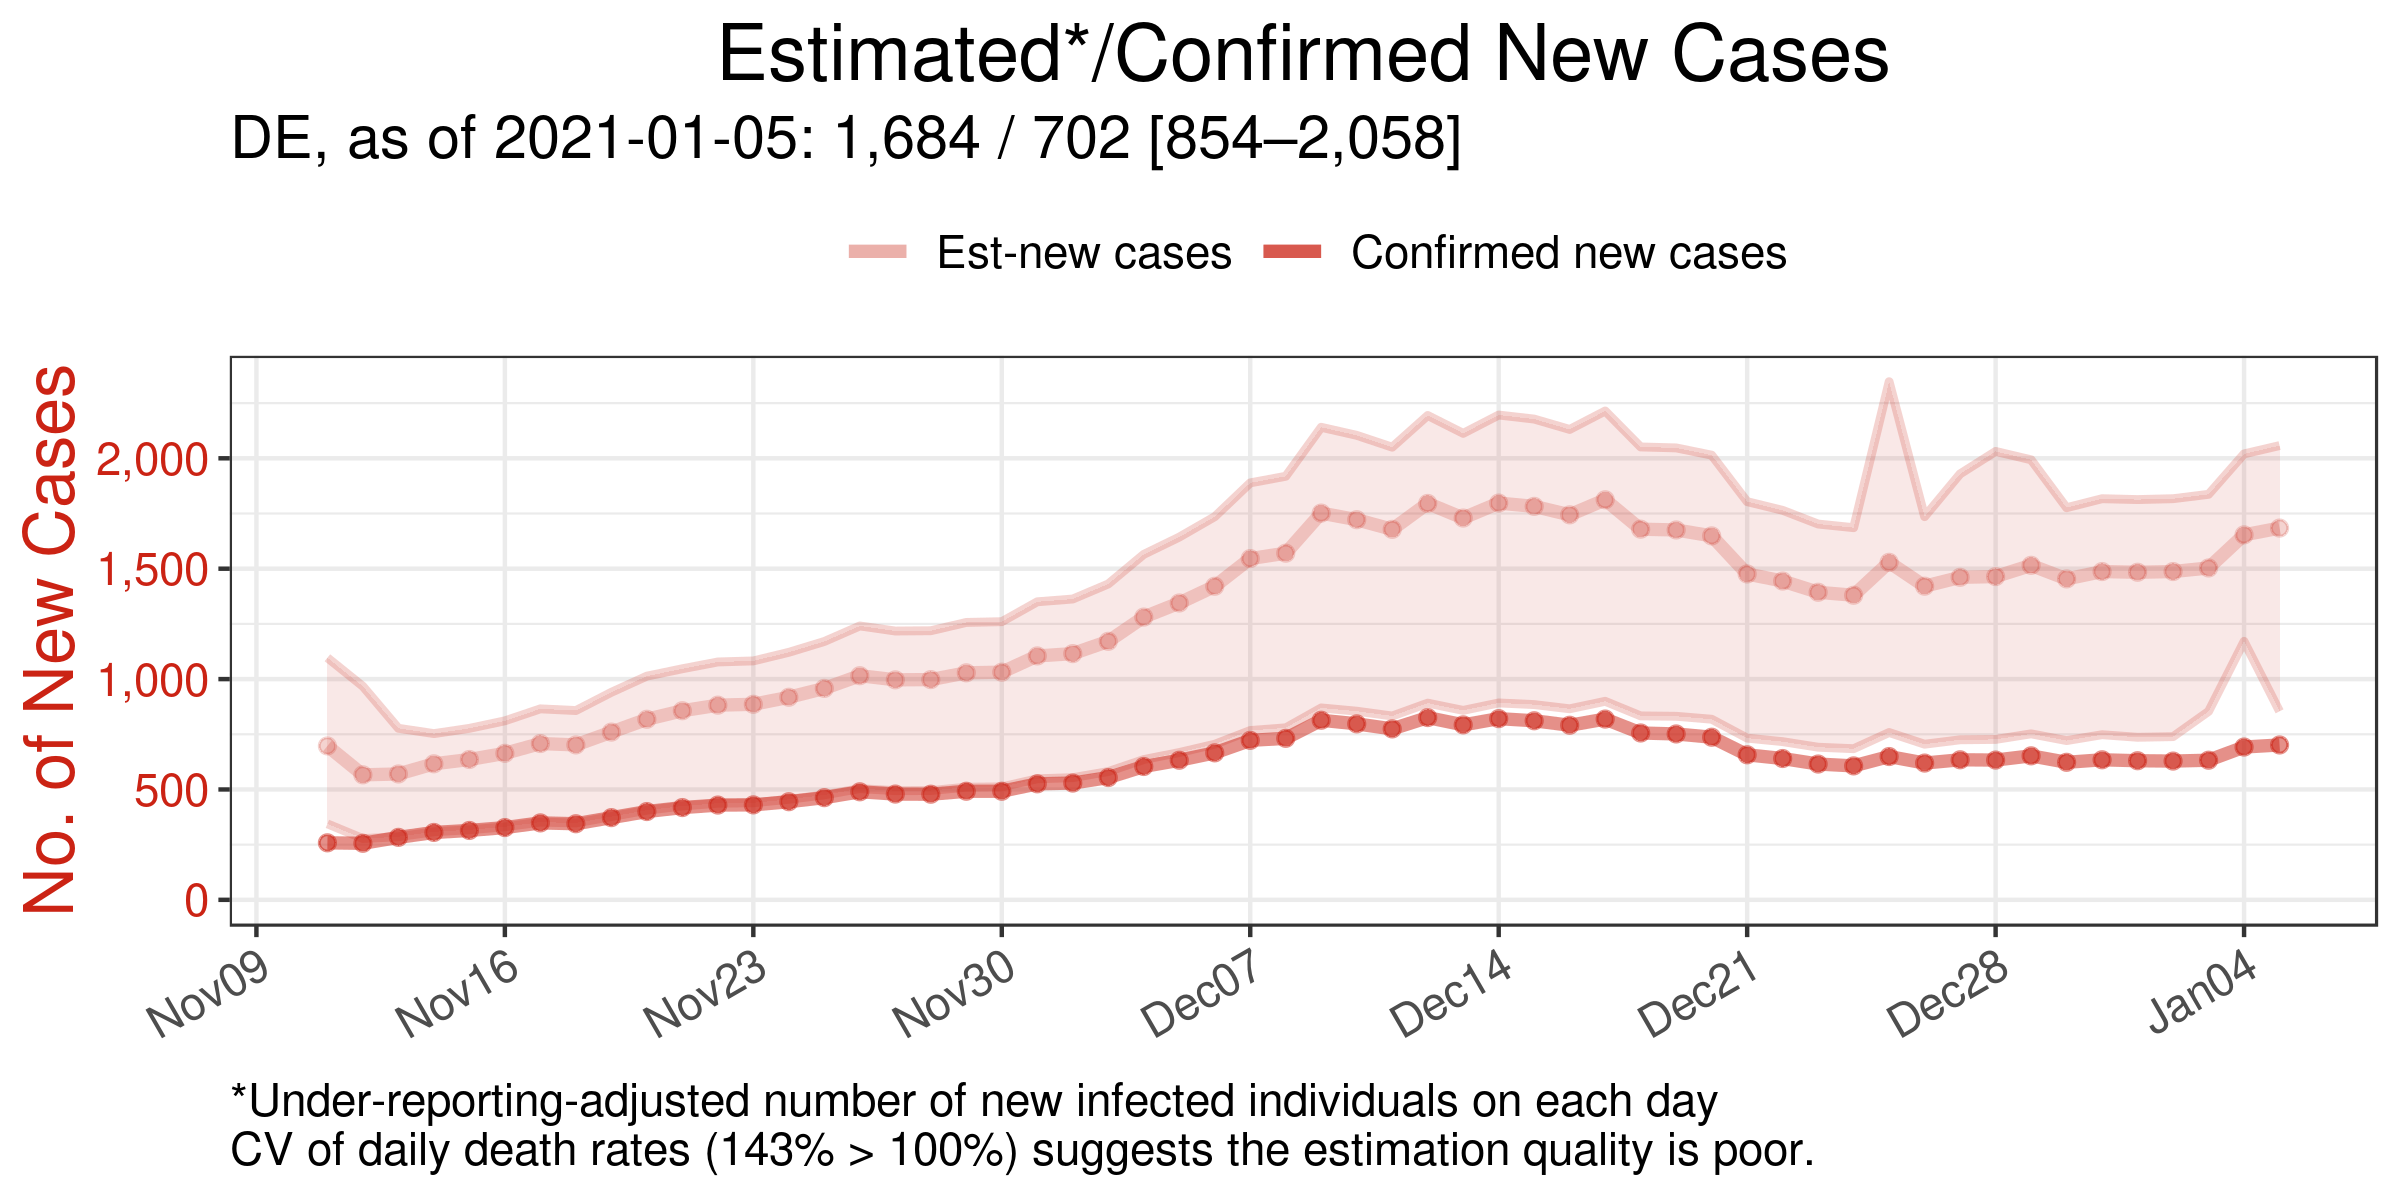 Estimated*/Confirmed New Cases
DE, as of 2021-01-05: 1,684 / 702 [854–2,058]
Est-new cases
Confirmed new cases
No. of New Cases
2,000
1,500
1,000
500
0
Nov09
Nov16
Nov23
Nov30
Dec07
Dec14
Dec21
Dec28
Jan04
*Under-reporting-adjusted number of new infected individuals on each day
CV of daily death rates (143% > 100%) suggests the estimation quality is poor.